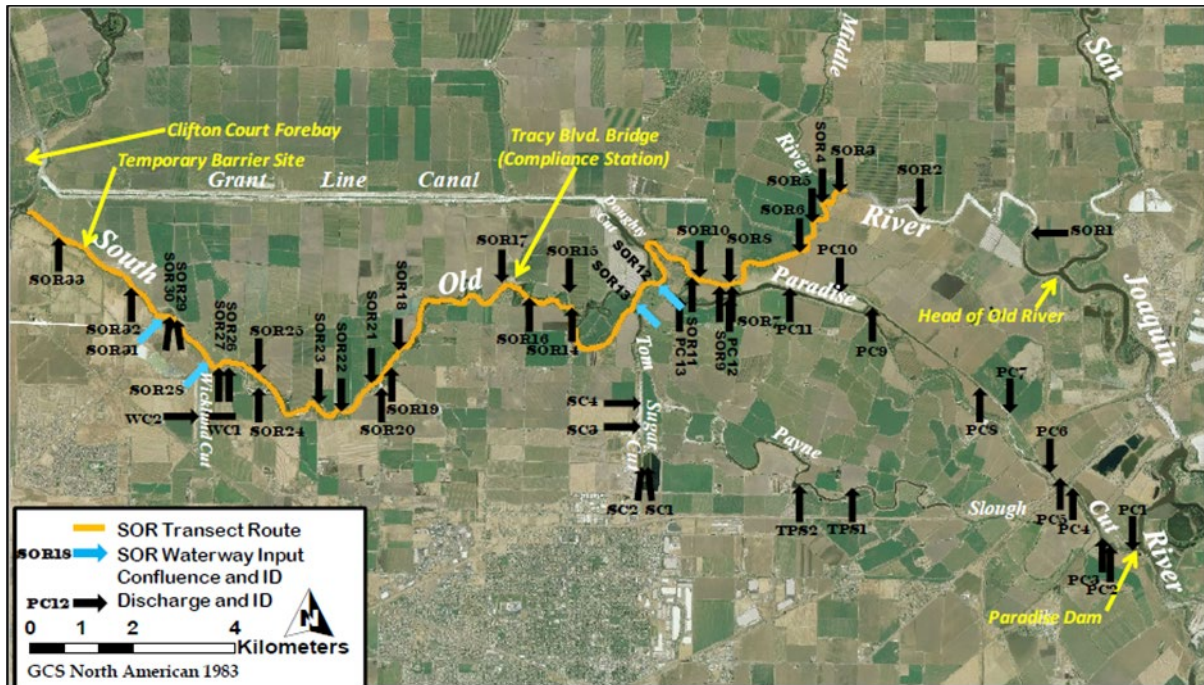 San
Middle
Clifton Court Forebay
Temporary Barrier Site
Tracy Blvd. Bridge
(Compliance Station)
Grant Line Canal
River
SOR4
SOR3
SOR5
SOR2
SOR6
River
SOR1
Doughty
Cut
SOR17
SOR15
SOR10
SOR8
PC10
SOR12
SOR13
South
SOR33
Old
Paradise
Joaquin
SOR32
SOR30
SOR29
SOR31
SOR27
SOR26
SOR25
SOR23
SOR22
SOR21
SOR18
SOR16
SOR14
Tom
PC13
SOR11
SOR9
PC12
SOR7
PC11
PC9
Head of Old River
SOR28
Wicklund Cut
WC2
WC1
SOR24
SOR20
SOR19
SC4
SC3
Sugar
Cut
PC7
PC8
PC6
Payne
SC2
SC1
TPS2
TPS1
Slough
PC5
PC4
Cut
PC1
River
PC3
PC2
Paradise Dam
SOR Transect Route
SOR18 SOR Waterway Input
Confluence and ID
PC12 Discharge and ID
N
0 1 2 4
Kilometers
GCS North American 1983